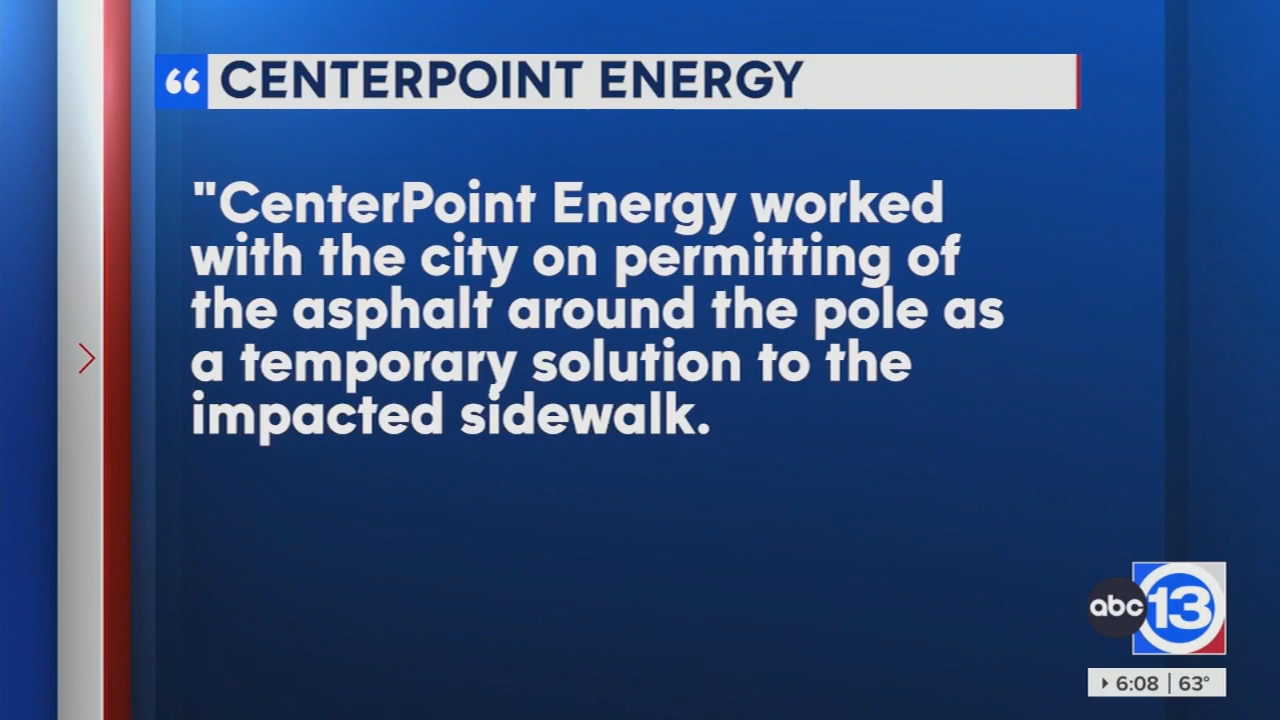 “ CENTERPOINT ENERGY
"CenterPoint Energy worked
with the city on permitting of
the asphalt around the pole as
a temporary solution to the
impacted sidewalk.
abc 13
6:08 | 63°